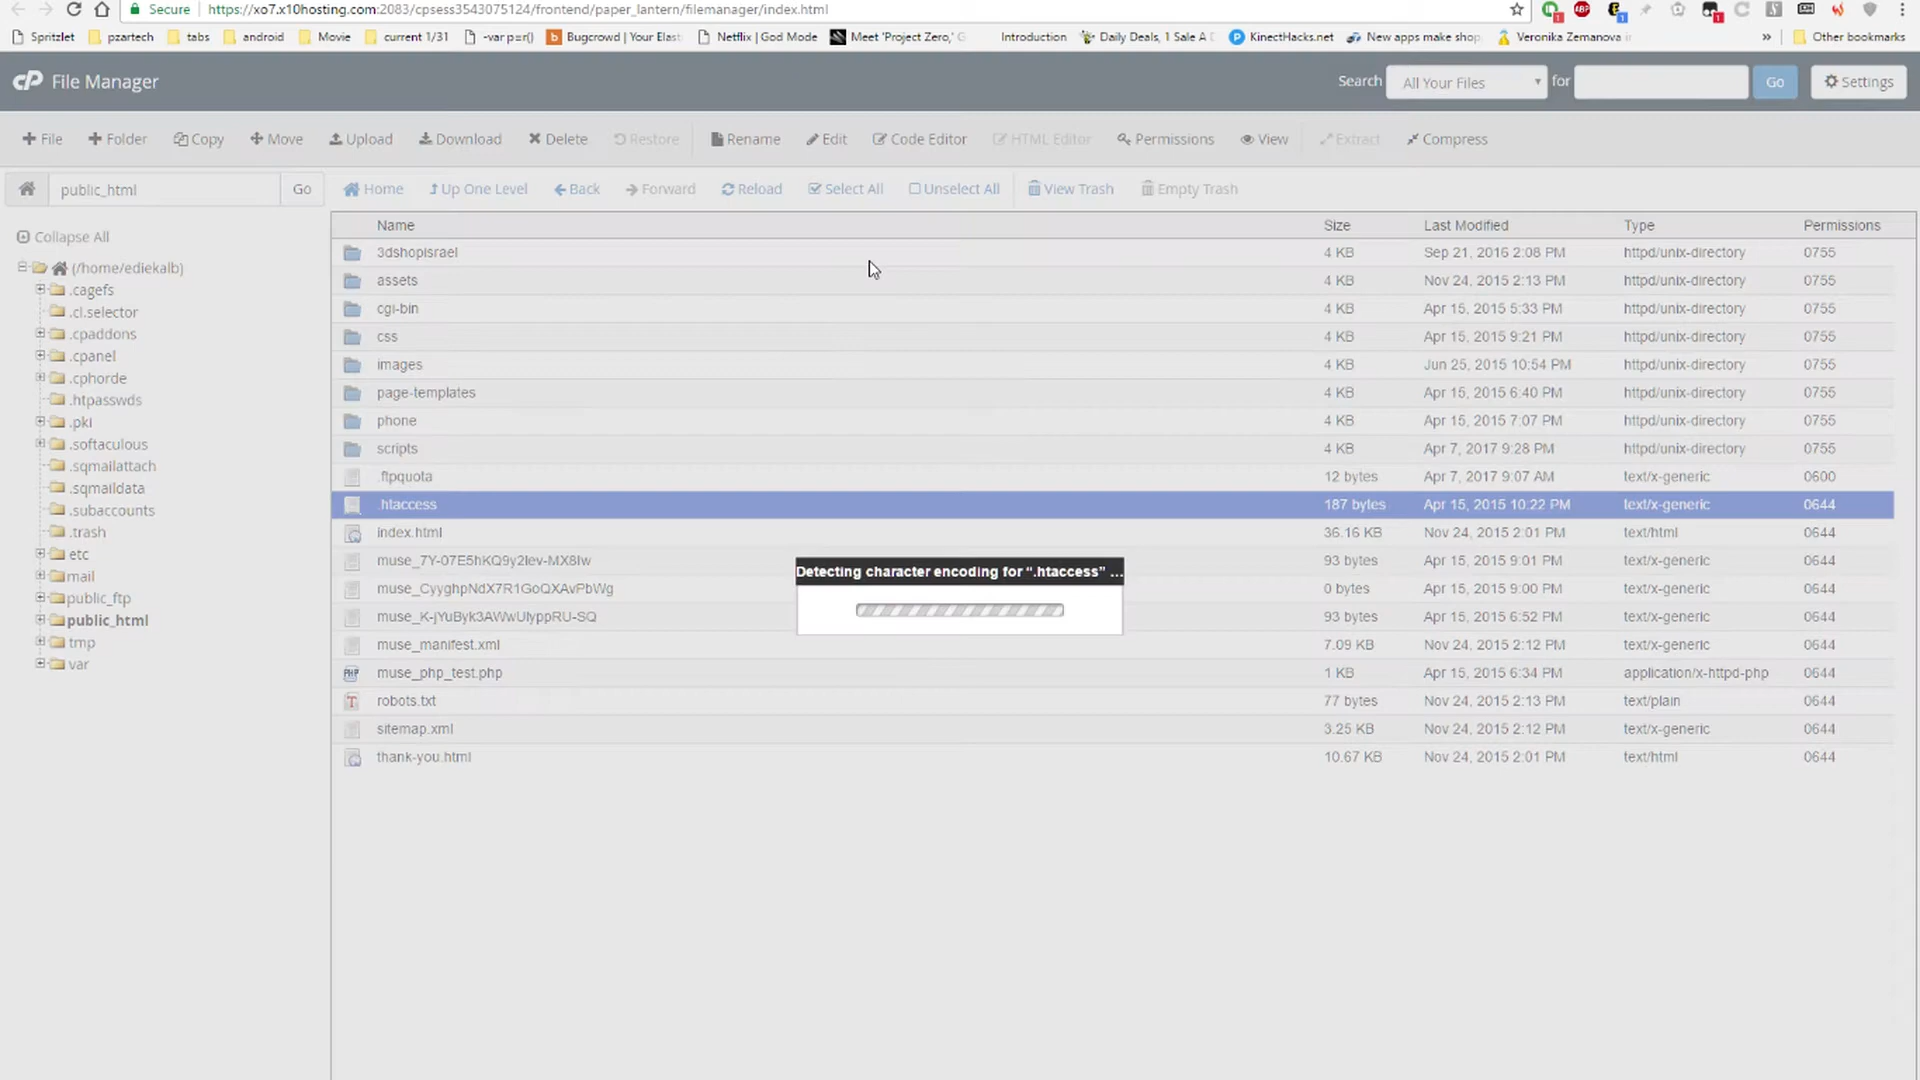 Secure https://xo7.x10hosting.com:2083/cpsess3543075124/frontend/paper_lantern/filemanager/index.html
Spritzlet pzartech tabs android Movie current 1/31 -var p=r() Bugcrowd | Your Elast Netflix | God Mode Meet 'Project Zero,' G Introduction Daily Deals, 1 Sale A D KinectHacks.net New apps make shop Veronika Zemanova i » Other bookmarks
cP File Manager Search All Your Files for Go Settings
File Folder Copy Move Upload Download Delete Restore Rename Edit Code Editor HTML Editor Permissions View Extract Compress
public_html Go Home Up One Level Back Forward Reload Select All Unselect All View Trash Empty Trash
Collapse All
(/home/ediekalb)
.cagefs
.cl.selector
.cpaddons
.cpanel
.cphorde
.htpasswds
.pki
.softaculous
.sqmailattach
.sqmaildata
.subaccounts
.trash
etc
mail
public_ftp
public_html
tmp
var
Name Size Last Modified Type Permissions
3dshopisrael 4 KB Sep 21, 2016 2:08 PM httpd/unix-directory 0755
assets 4 KB Nov 24, 2015 2:13 PM httpd/unix-directory 0755
cgi-bin 4 KB Apr 15, 2015 5:33 PM httpd/unix-directory 0755
css 4 KB Apr 15, 2015 9:21 PM httpd/unix-directory 0755
images 4 KB Jun 25, 2015 10:54 PM httpd/unix-directory 0755
page-templates 4 KB Apr 15, 2015 6:40 PM httpd/unix-directory 0755
phone 4 KB Apr 15, 2015 7:07 PM httpd/unix-directory 0755
scripts 4 KB Apr 7, 2017 9:28 PM httpd/unix-directory 0755
.ftpquota 12 bytes Apr 7, 2017 9:07 AM text/x-generic 0600
.htaccess 187 bytes Apr 15, 2015 10:22 PM text/x-generic 0644
index.html 36.16 KB Nov 24, 2015 2:01 PM text/html 0644
muse_7Y-07E5hKQ9y2Iev-MX8Iw 93 bytes Apr 15, 2015 9:01 PM text/x-generic 0644
muse_CyyghpNdX7R1GoQXAvPbWg 0 bytes Apr 15, 2015 9:00 PM text/x-generic 0644
muse_K-jYuByk3AWwUlyppRU-SQ 93 bytes Apr 15, 2015 6:52 PM text/x-generic 0644
muse_manifest.xml 7.09 KB Nov 24, 2015 2:12 PM text/x-generic 0644
muse_php_test.php 1 KB Apr 15, 2015 6:34 PM application/x-httpd-php 0644
robots.txt 77 bytes Nov 24, 2015 2:13 PM text/plain 0644
sitemap.xml 3.25 KB Nov 24, 2015 2:12 PM text/x-generic 0644
thank-you.html 10.67 KB Nov 24, 2015 2:01 PM text/html 0644
Detecting character encoding for “.htaccess” ...